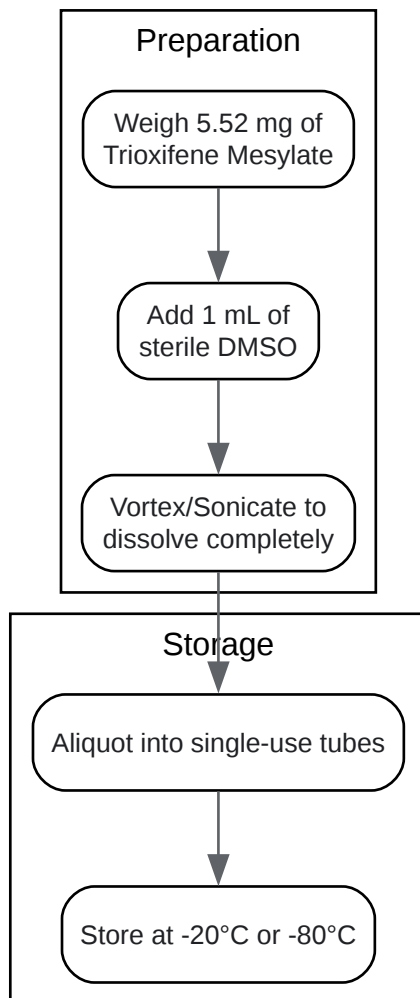 Preparation
Weigh 5.52 mg of
Trioxifene Mesylate
Add 1 mL of
sterile DMSO
Vortex/Sonicate to
dissolve completely
Storage
Aliquot into single-use tubes
Store at -20°C or -80°C